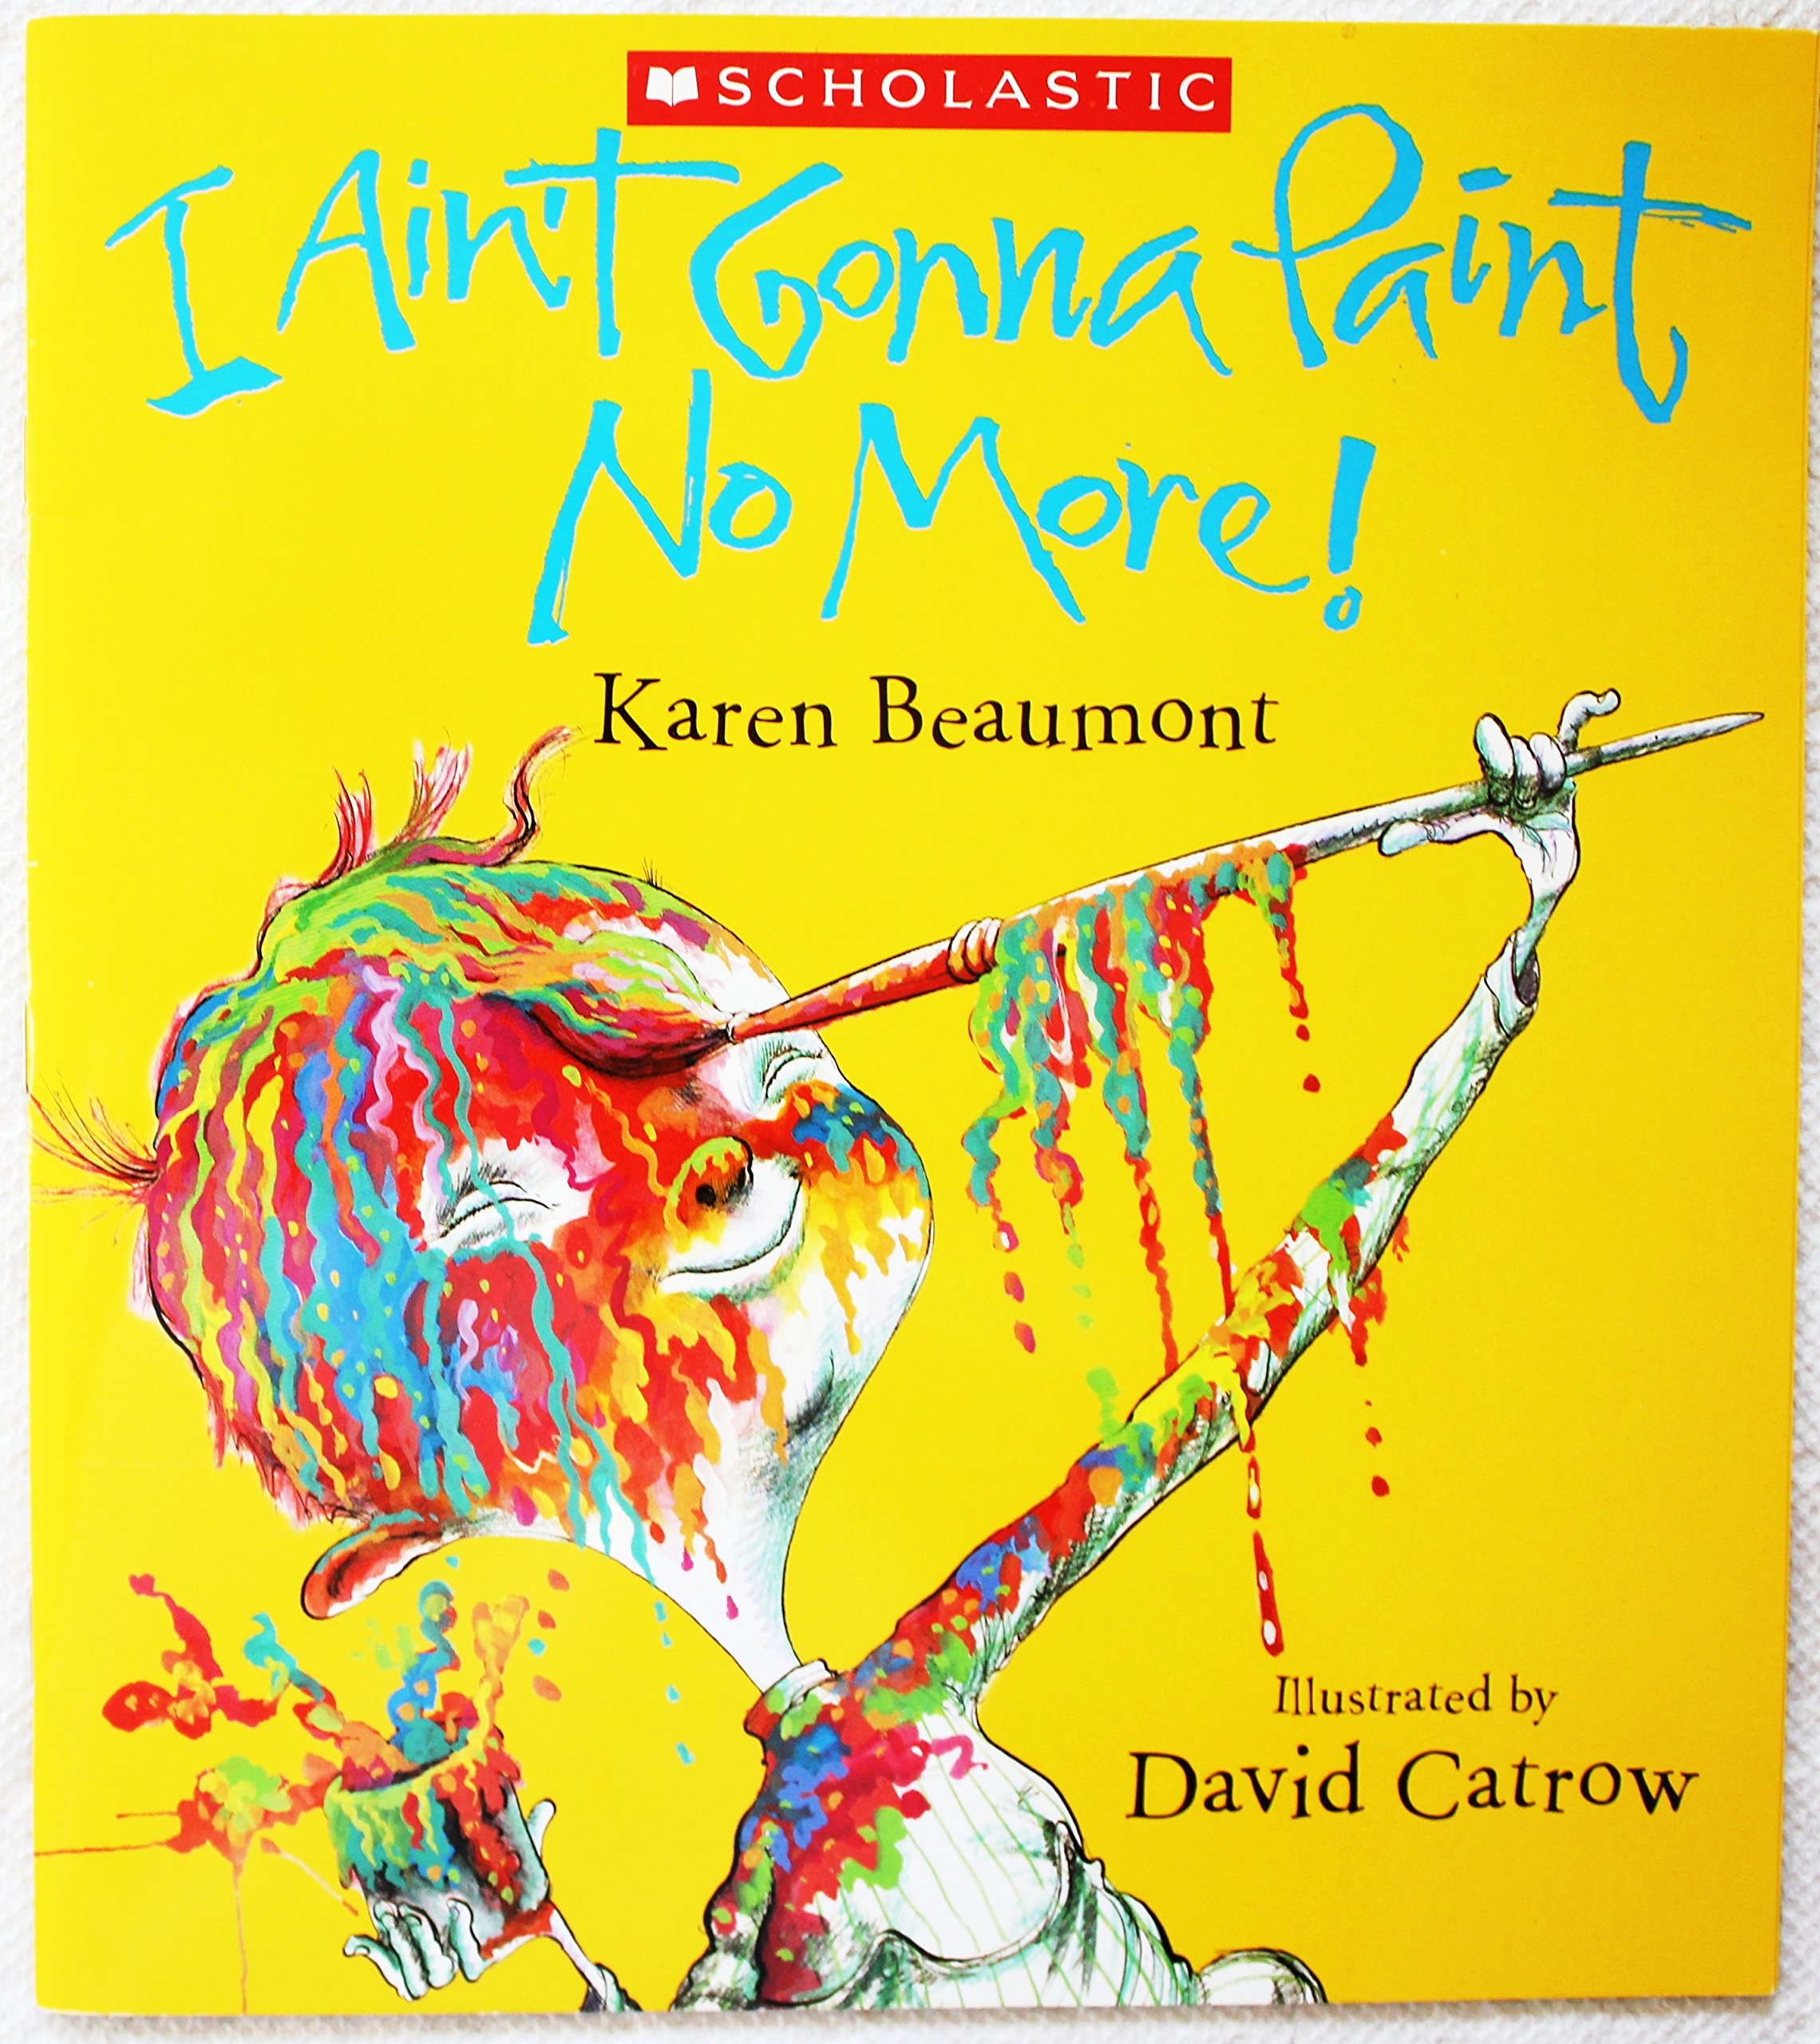 SCHOLASTIC
I Ain't Gonna Paint
No More!
Karen Beaumont
Illustrated by
David Catrow